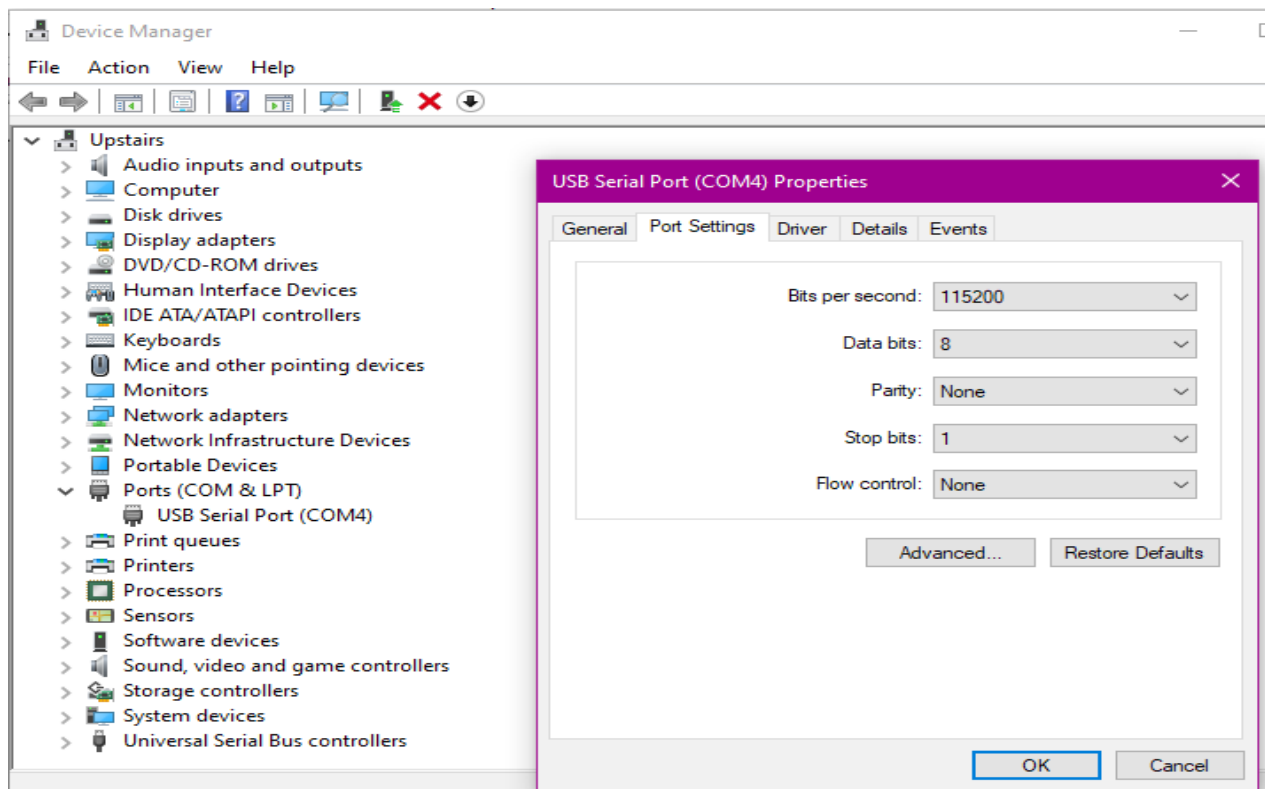 Device Manager
File Action View Help
Upstairs
Audio inputs and outputs
Computer
Disk drives
Display adapters
DVD/CD-ROM drives
Human Interface Devices
IDE ATA/ATAPI controllers
Keyboards
Mice and other pointing devices
Monitors
Network adapters
Network Infrastructure Devices
Portable Devices
Ports (COM & LPT)
USB Serial Port (COM4)
Print queues
Printers
Processors
Sensors
Software devices
Sound, video and game controllers
Storage controllers
System devices
Universal Serial Bus controllers
USB Serial Port (COM4) Properties
General Port Settings Driver Details Events
Bits per second: 115200
Data bits: 8
Parity: None
Stop bits: 1
Flow control: None
Advanced... Restore Defaults
OK Cancel